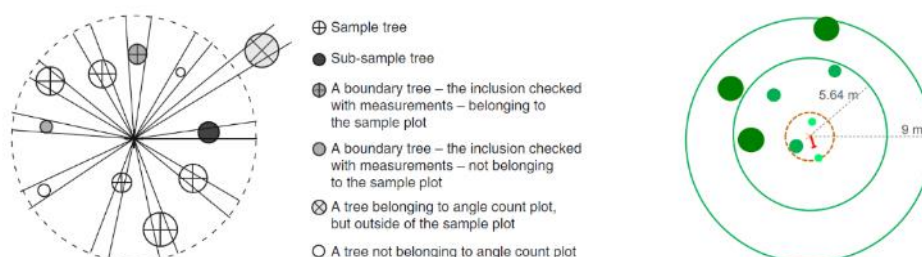 Sample tree
Sub-sample tree
A boundary tree – the inclusion checked
with measurements – belonging to
the sample plot
A boundary tree – the inclusion checked
with measurements – not belonging
to the sample plot
A tree belonging to angle count plot,
but outside of the sample plot
A tree not belonging to angle count plot
5.64 m
9 m